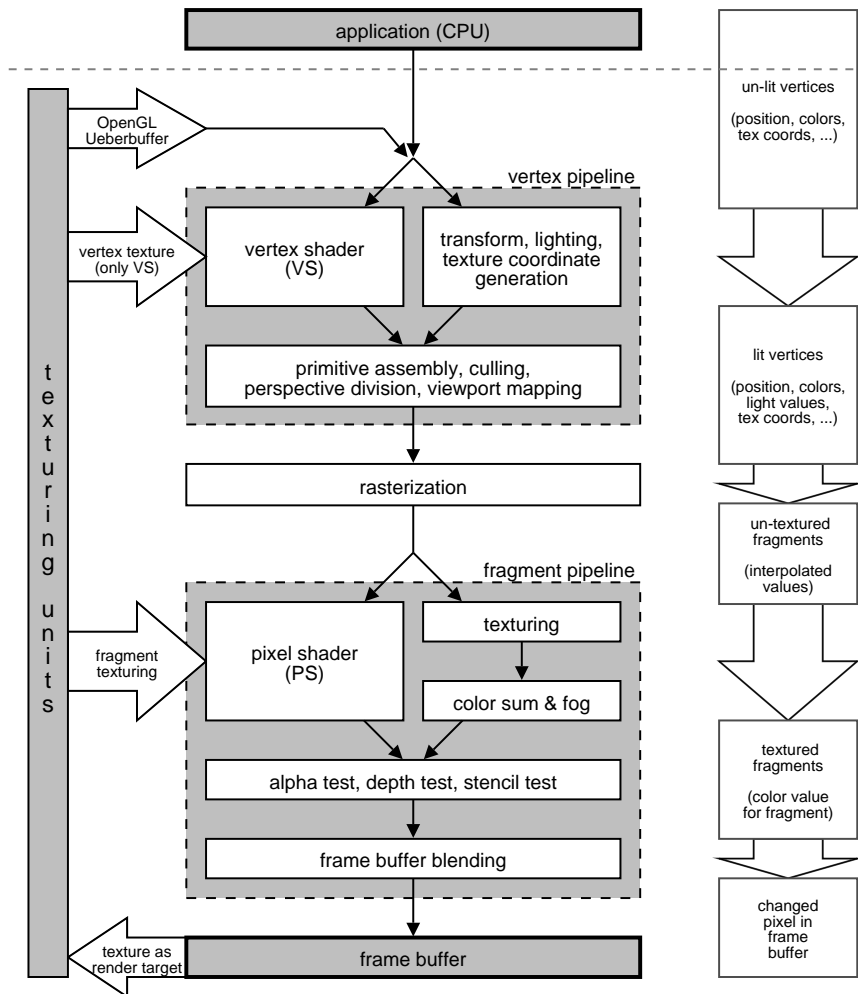 application (CPU)
un-lit vertices
(position, colors,
tex coords, ...)
OpenGL
Ueberbuffer
vertex pipeline
vertex texture
(only VS)
vertex shader
(VS)
transform, lighting,
texture coordinate
generation
primitive assembly, culling,
perspective division, viewport mapping
lit vertices
(position, colors,
light values,
tex coords, ...)
texturing units
rasterization
un-textured
fragments
(interpolated
values)
fragment pipeline
fragment
texturing
pixel shader
(PS)
texturing
color sum & fog
textured
fragments
(color value
for fragment)
alpha test, depth test, stencil test
frame buffer blending
changed
pixel in
frame
buffer
texture as
render target
frame buffer